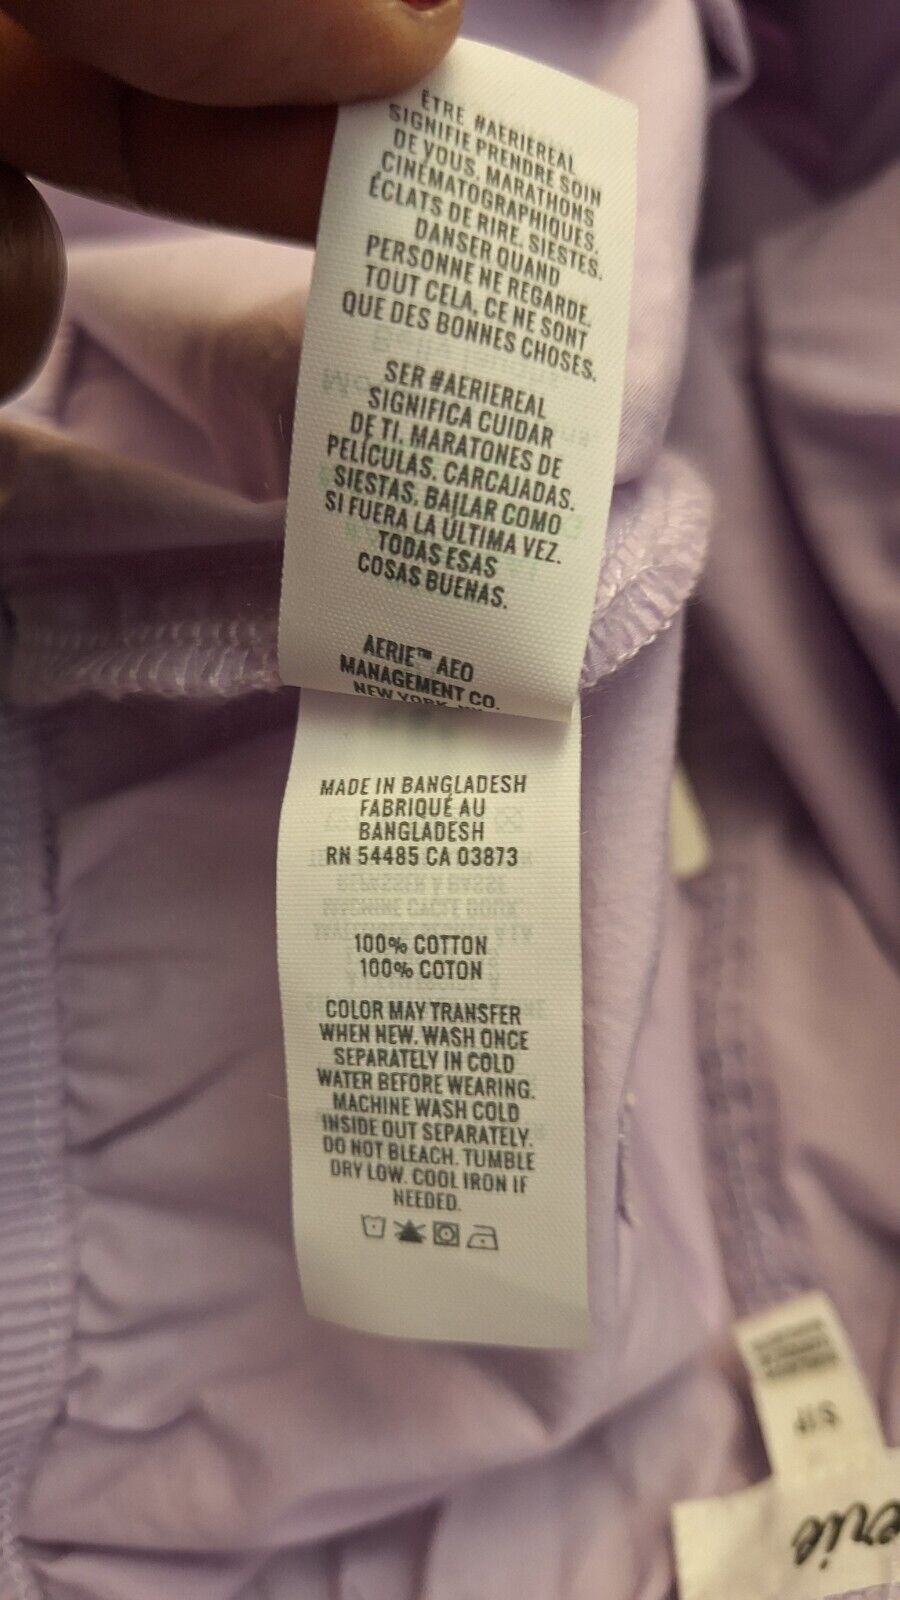 ÊTRE #AERIEREAL
SIGNIFIE PRENDRE SOIN
DE VOUS. MARATHONS
CINÉMATOGRAPHIQUES.
ÉCLATS DE RIRE. SIESTES.
DANSER QUAND
PERSONNE NE REGARDE.
TOUT CELA, CE NE SONT
QUE DES BONNES CHOSES.
SER #AERIEREAL
SIGNIFICA CUIDAR
DE TI. MARATONES DE
PELÍCULAS. CARCAJADAS.
SIESTAS. BAILAR COMO
SI FUERA LA ÚLTIMA VEZ.
TODAS ESAS
COSAS BUENAS.
AERIE™ AEO
MANAGEMENT CO.
NEW YORK, NY
MADE IN BANGLADESH
FABRIQUÉ AU
BANGLADESH
RN 54485 CA 03873
100% COTTON
100% COTON
COLOR MAY TRANSFER
WHEN NEW. WASH ONCE
SEPARATELY IN COLD
WATER BEFORE WEARING.
MACHINE WASH COLD
INSIDE OUT SEPARATELY.
DO NOT BLEACH. TUMBLE
DRY LOW. COOL IRON IF
NEEDED.
S/P
erie